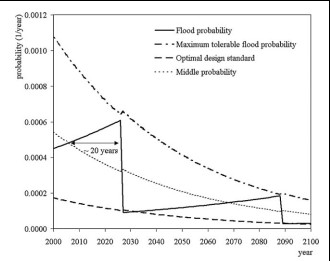 0.0012
0.0010
0.0008
0.0006
0.0004
0.0002
0.0000
probability (1/year)
Flood probability
Maximum tolerable flood probability
Optimal design standard
Middle probability
~ 20 years
2000 2010 2020 2030 2040 2050 2060 2070 2080 2090 2100
year